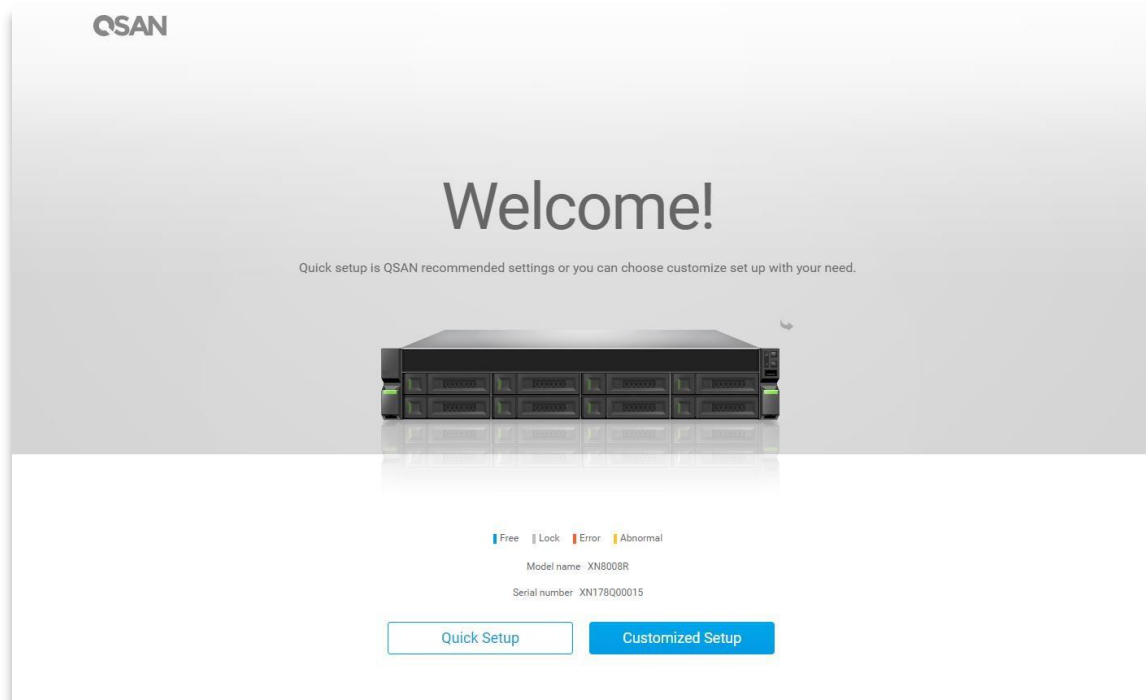 QSAN
Welcome!
Quick setup is QSAN recommended settings or you can choose customize set up with your need.
Free Lock Error Abnormal
Model name XN8008R
Serial number XN178Q00015
Quick Setup Customized Setup